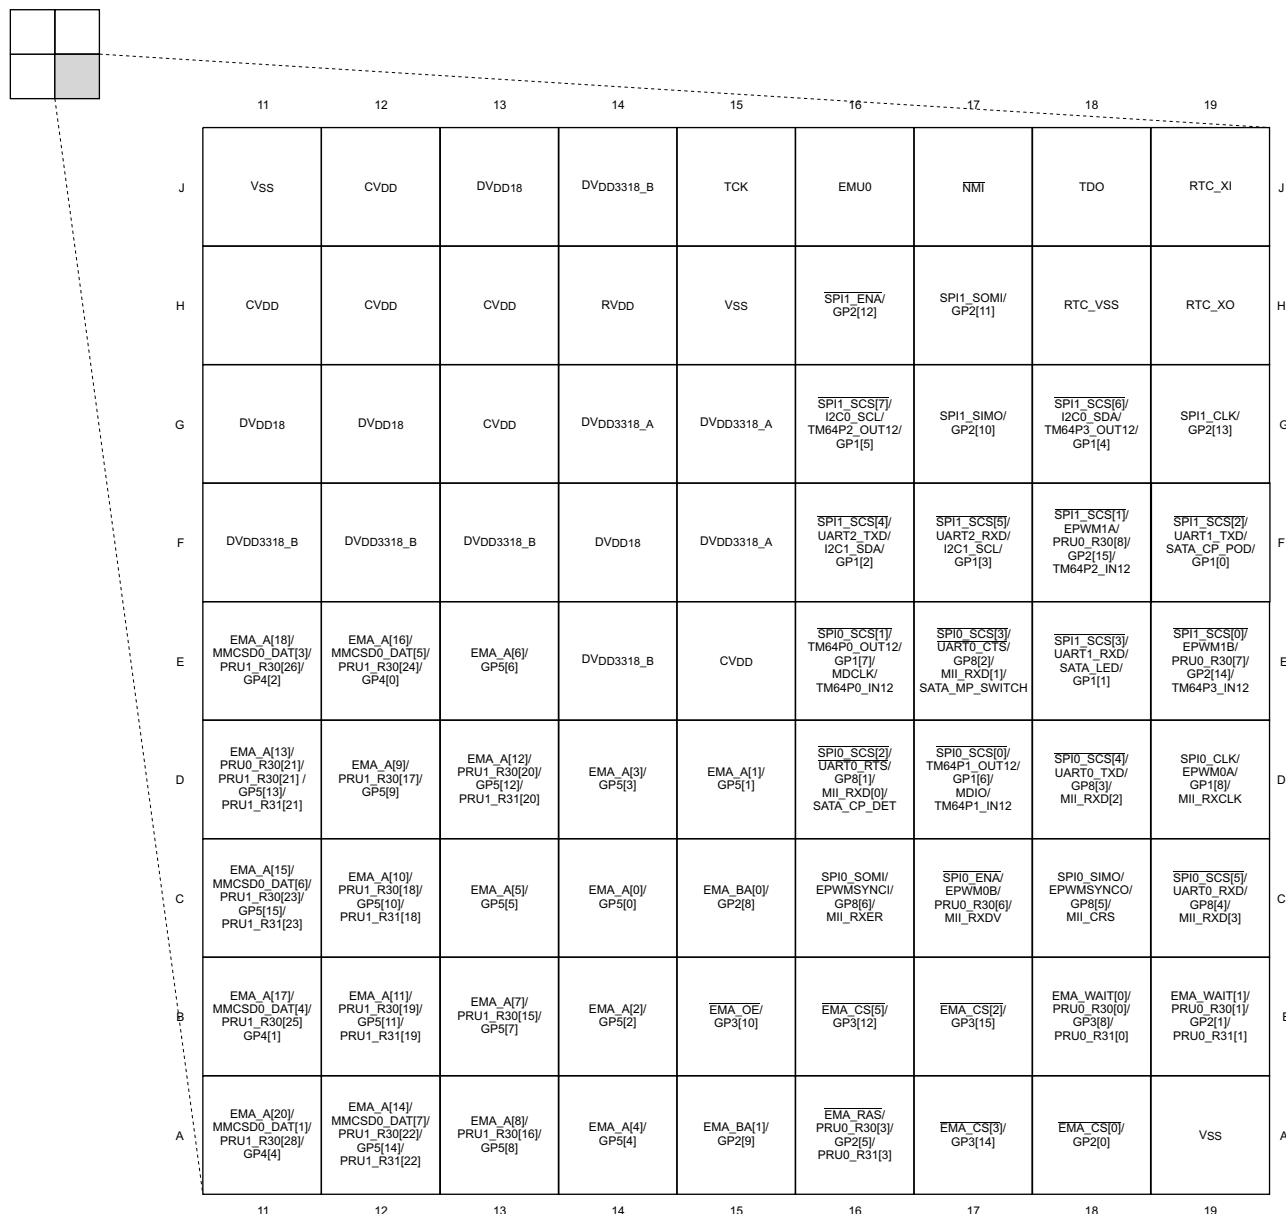 11 12 13 14 15 16 17 18 19
J VSS CVDD DVDD18 DVDD3318_B TCK EMU0 NMI TDO RTC_XI J
H CVDD CVDD CVDD RVDD VSS SPI1_ENA/ GP2[12] SPI1_SOMI/ GP2[11] RTC_VSS RTC_XO H
G DVDD18 DVDD18 CVDD DVDD3318_A DVDD3318_A
SPI1_SCS[7]/
I2C0_SCL/
TM64P2_OUT12/
GP1[5]
SPI1_SIMO/
GP2[10]
SPI1_SCS[6]/
I2C0_SDA/
TM64P3_OUT12/
GP1[4]
SPI1_CLK/
GP2[13]
G
F DVDD3318_B DVDD3318_B DVDD3318_B DVDD18 DVDD3318_A
SPI1_SCS[4]/
UART2_TXD/
I2C1_SDA/
GP1[2]
SPI1_SCS[5]/
UART2_RXD/
I2C1_SCL/
GP1[3]
SPI1_SCS[1]/
EPWM1A/
PRU0_R30[8]/
GP2[15]/
TM64P2_IN12
SPI1_SCS[2]/
UART1_TXD/
SATA_CP_POD/
GP1[0]
F
E
EMA_A[18]/
MMCSD0_DAT[3]/
PRU1_R30[26]/
GP4[2]
EMA_A[16]/
MMCSD0_DAT[5]/
PRU1_R30[24]/
GP4[0]
EMA_A[6]/
GP5[6]
DVDD3318_B
CVDD
SPI0_SCS[1]/
TM64P0_OUT12/
GP1[7]/
MDCLK/
TM64P0_IN12
SPI0_SCS[3]/
UART0_CTS/
GP8[2]/
MII_RXD[1]/
SATA_MP_SWITCH
SPI1_SCS[3]/
UART1_RXD/
SATA_LED/
GP1[1]
SPI1_SCS[0]/
EPWM1B/
PRU0_R30[7]/
GP2[14]/
TM64P3_IN12
E
D
EMA_A[13]/
PRU0_R30[21]/
PRU1_R30[21] /
GP5[13]/
PRU1_R31[21]
EMA_A[9]/
PRU1_R30[17]/
GP5[9]
EMA_A[12]/
PRU1_R30[20]/
GP5[12]/
PRU1_R31[20]
EMA_A[3]/
GP5[3]
EMA_A[1]/
GP5[1]
SPI0_SCS[2]/
UART0_RTS/
GP8[1]/
MII_RXD[0]/
SATA_CP_DET
SPI0_SCS[0]/
TM64P1_OUT12/
GP1[6]/
MDIO/
TM64P1_IN12
SPI0_SCS[4]/
UART0_TXD/
GP8[3]/
MII_RXD[2]
SPI0_CLK/
EPWM0A/
GP1[8]/
MII_RXCLK
D
C
EMA_A[15]/
MMCSD0_DAT[6]/
PRU1_R30[23]/
GP5[15]/
PRU1_R31[23]
EMA_A[10]/
PRU1_R30[18]/
GP5[10]/
PRU1_R31[18]
EMA_A[5]/
GP5[5]
EMA_A[0]/
GP5[0]
EMA_BA[0]/
GP2[8]
SPI0_SOMI/
EPWMSYNCI/
GP8[6]/
MII_RXER
SPI0_ENA/
EPWM0B/
PRU0_R30[6]/
MII_RXDV
SPI0_SIMO/
EPWMSYNCO/
GP8[5]/
MII_CRS
SPI0_SCS[5]/
UART0_RXD/
GP8[4]/
MII_RXD[3]
C
B
EMA_A[17]/
MMCSD0_DAT[4]/
PRU1_R30[25]
GP4[1]
EMA_A[11]/
PRU1_R30[19]/
GP5[11]/
PRU1_R31[19]
EMA_A[7]/
PRU1_R30[15]/
GP5[7]
EMA_A[2]/
GP5[2]
EMA_OE/
GP3[10]
EMA_CS[5]/
GP3[12]
EMA_CS[2]/
GP3[15]
EMA_WAIT[0]/
PRU0_R30[0]/
GP3[8]/
PRU0_R31[0]
EMA_WAIT[1]/
PRU0_R30[1]/
GP2[1]/
PRU0_R31[1]
B
A
EMA_A[20]/
MMCSD0_DAT[1]/
PRU1_R30[28]/
GP4[4]
EMA_A[14]/
MMCSD0_DAT[7]/
PRU1_R30[22]/
GP5[14]/
PRU1_R31[22]
EMA_A[8]/
PRU1_R30[16]/
GP5[8]
EMA_A[4]/
GP5[4]
EMA_BA[1]/
GP2[9]
EMA_RAS/
PRU0_R30[3]/
GP2[5]/
PRU0_R31[3]
EMA_CS[3]/
GP3[14]
EMA_CS[0]/
GP2[0]
VSS
A
11 12 13 14 15 16 17 18 19